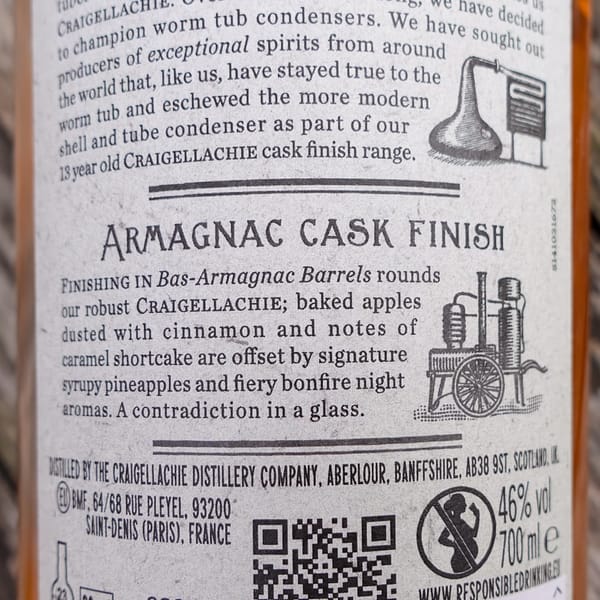 CRAIGELLACHIE. we have decided
to champion worm tub condensers. We have sought out
producers of exceptional spirits from around
the world that, like us, have stayed true to the
worm tub and eschewed the more modern
shell and tube condenser as part of our
13 year old CRAIGELLACHIE cask finish range.
ARMAGNAC CASK FINISH
FINISHING IN Bas-Armagnac Barrels rounds
our robust CRAIGELLACHIE; baked apples
dusted with cinnamon and notes of
caramel shortcake are offset by signature
syrupy pineapples and fiery bonfire night
aromas. A contradiction in a glass.
DISTILLED BY THE CRAIGELLACHIE DISTILLERY COMPANY, ABERLOUR, BANFFSHIRE, AB38 9ST, SCOTLAND, UK.
EU BMF, 64/68 RUE PLEYEL, 93200
SAINT-DENIS (PARIS), FRANCE
46% vol
700 ml e
WWW.RESPONSIBLEDRINKING.EU
23